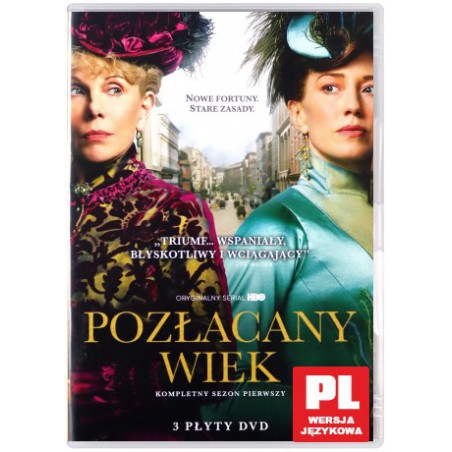 NOWE FORTUNY.
STARE ZASADY.
„TRIUMF... WSPANIAŁY,
BŁYSKOTLIWY I WCIĄGAJĄCY”
ORYGINALNY SERIAL HBO
POZŁACANY
WIEK
KOMPLETNY SEZON PIERWSZY
3 PŁYTY DVD
PL
WERSJA
JĘZYKOWA